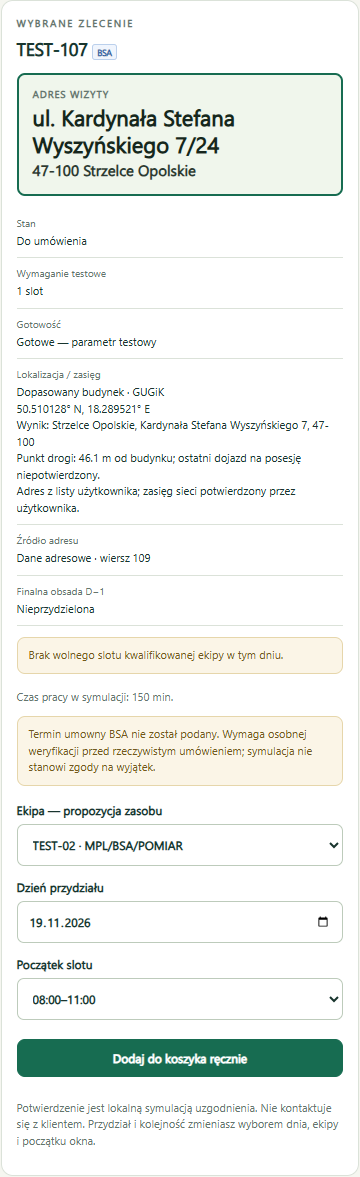 WYBRANE ZLECENIE
TEST-107 BSA
ADRES WIZYTY
ul. Kardynała Stefana
Wyszyńskiego 7/24
47-100 Strzelce Opolskie
Stan
Do umówienia
Wymaganie testowe
1 slot
Gotowość
Gotowe — parametr testowy
Lokalizacja / zasięg
Dopasowany budynek · GUGiK
50.510128° N, 18.289521° E
Wynik: Strzelce Opolskie, Kardynała Stefana Wyszyńskiego 7, 47-
100
Punkt drogi: 46.1 m od budynku; ostatni dojazd na posesję
niepotwierdzony.
Adres z listy użytkownika; zasięg sieci potwierdzony przez
użytkownika.
Źródło adresu
Dane adresowe · wiersz 109
Finalna obsada D−1
Nieprzydzielona
Brak wolnego slotu kwalifikowanej ekipy w tym dniu.
Czas pracy w symulacji: 150 min.
Termin umowny BSA nie został podany. Wymaga osobnej
weryfikacji przed rzeczywistym umówieniem; symulacja nie
stanowi zgody na wyjątek.
Ekipa — propozycja zasobu
TEST-02 · MPL/BSA/POMIAR
Dzień przydziału
19.11.2026
Początek slotu
08:00–11:00
Dodaj do koszyka ręcznie
Potwierdzenie jest lokalną symulacją uzgodnienia. Nie kontaktuje
się z klientem. Przydział i kolejność zmieniasz wyborem dnia, ekipy
i początku okna.